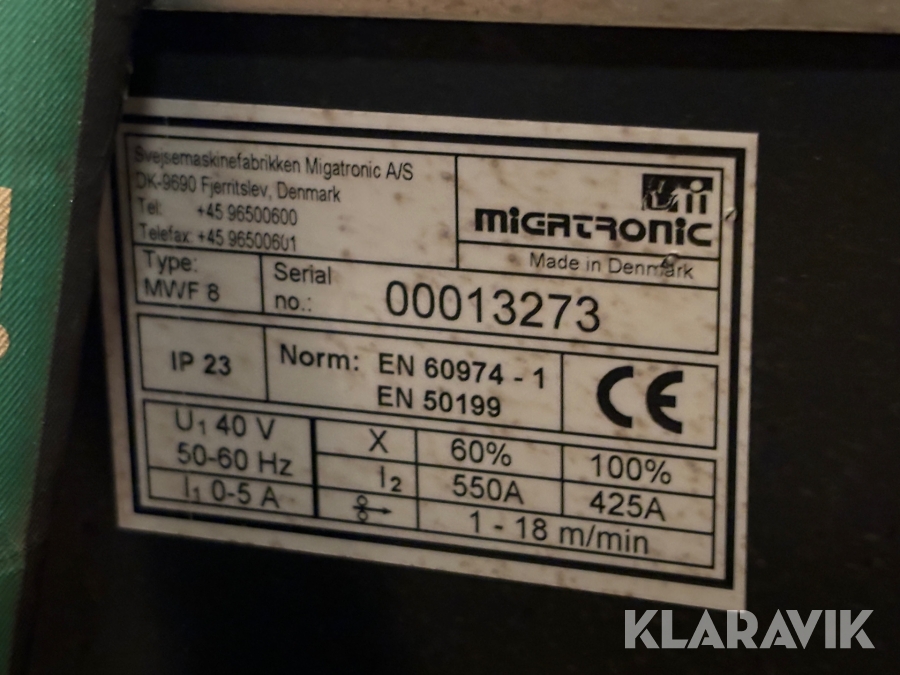 Svejsemaskinefabrikken Migatronic A/S
DK-9690 Fjerritslev, Denmark
Tel: +45 96500600
Telefax: +45 96500601
MIGATRONIC
Made in Denmark
Type:
MWF 8
Serial
no.:
00013273
IP 23
Norm: EN 60974 - 1
EN 50199
CE
U1 40 V
50-60 Hz
I1 0-5 A
X 60% 100%
I2 550A 425A
1 - 18 m/min
KLARAVIK